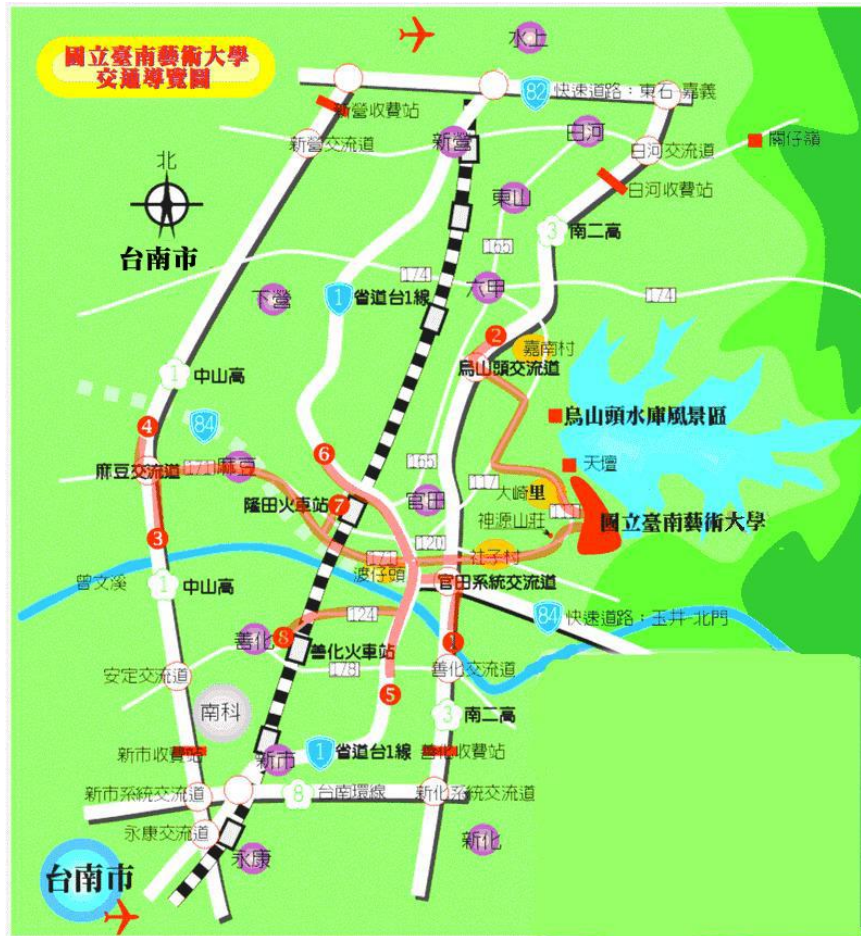 國立臺南藝術大學
交通導覽圖
水上
82 快速道路：東石 嘉義
新營收費站
新營交流道
新營
白河
白河交流道
關仔嶺
北
白河收費站
東山
台南市
3 南二高
165
174
六甲
174
下營
1 省道台1線
2
嘉南村
烏山頭交流道
1 中山高
84
4
烏山頭水庫風景區
6
麻豆交流道
171
麻豆
165
天壇
117
大崎里
隆田火車站
7
官田
神源山莊
國立臺南藝術大學
3
120
171
社子村
渡仔頭
官田系統交流道
曾文溪
1 中山高
124
84 快速道路：玉井-北門
善化
8
善化火車站
1
178
善化交流道
安定交流道
5
南科
3 南二高
新市收費站
新市
1 省道台1線
善化收費站
新市系統交流道
8 台南環線
新化系統交流道
永康交流道
永康
新化
台南市